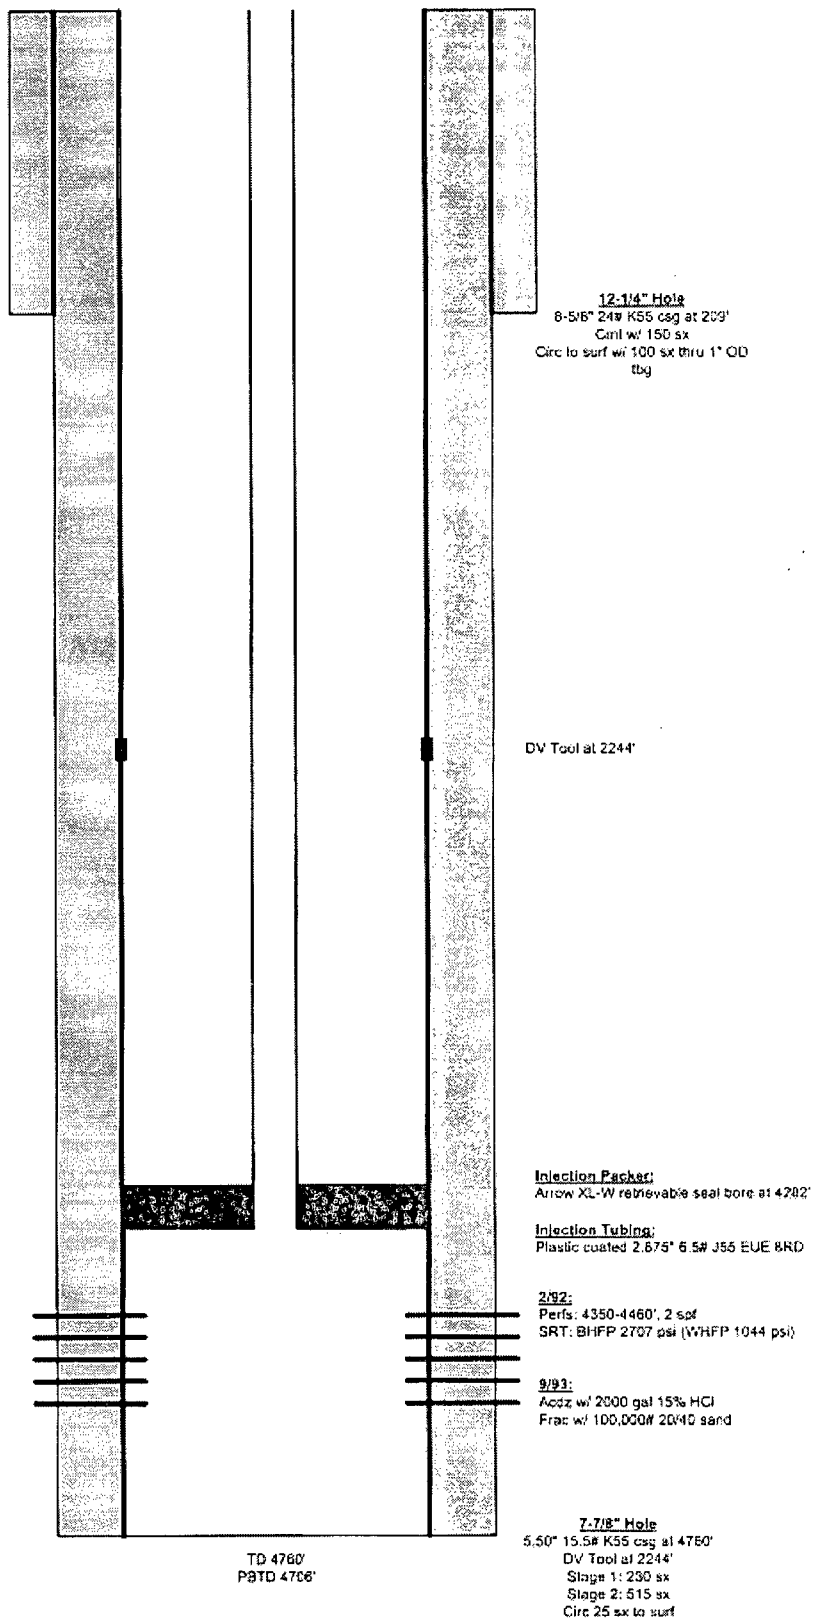 12-1/4" Hole
8-5/8" 24# K55 csg at 209'
Cmt w/ 150 sx
Circ to surf w/ 100 sx thru 1" OD
tbg
DV Tool at 2244'
Injection Packer:
Arrow XL-W retrievable seal bore at 4282'
Injection Tubing:
Plastic coated 2.875" 6.5# J55 EUE 8RD
2/92:
Perfs: 4350-4460', 2 spf
SRT: BHFP 2707 psi (WHFP 1044 psi)
9/93:
Acdz w/ 2000 gal 15% HCl
Frac w/ 100,000# 20/40 sand
7-7/8" Hole
5.50" 15.5# K55 csg at 4760'
DV Tool at 2244'
Stage 1: 230 sx
Stage 2: 515 sx
Circ 25 sx to surf
TD 4760'
PBTD 4706'